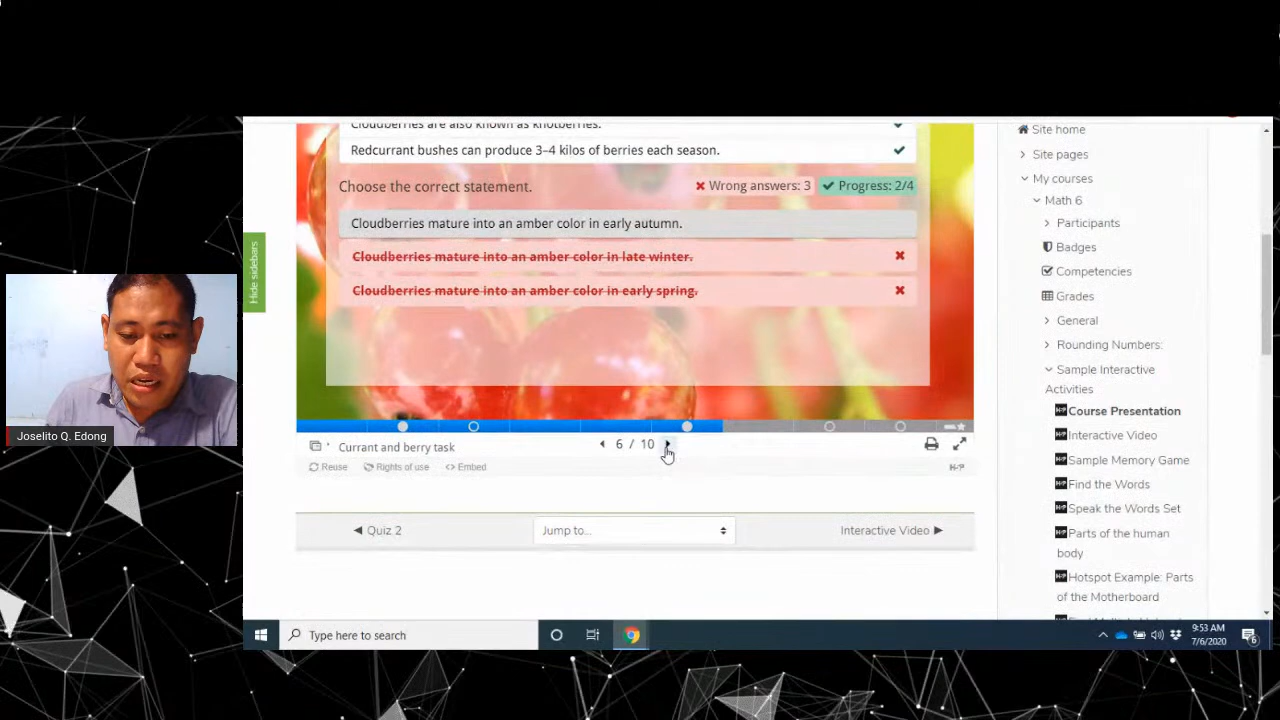 Cloudberries are also known as knotberries.
Redcurrant bushes can produce 3–4 kilos of berries each season.
Choose the correct statement.
Wrong answers: 3
Progress: 2/4
Cloudberries mature into an amber color in early autumn.
Cloudberries mature into an amber color in late winter.
Cloudberries mature into an amber color in early spring.
Currant and berry task
6 / 10
Reuse
Rights of use
<> Embed
H-P
Quiz 2
Jump to...
Interactive Video
Hide sidebars
Joselito Q. Edong
Site home
Site pages
My courses
Math 6
Participants
Badges
Competencies
Grades
General
Rounding Numbers:
Sample Interactive
Activities
Course Presentation
Interactive Video
Sample Memory Game
Find the Words
Speak the Words Set
Parts of the human
body
Hotspot Example: Parts
of the Motherboard
Type here to search
9:53 AM
7/6/2020
6